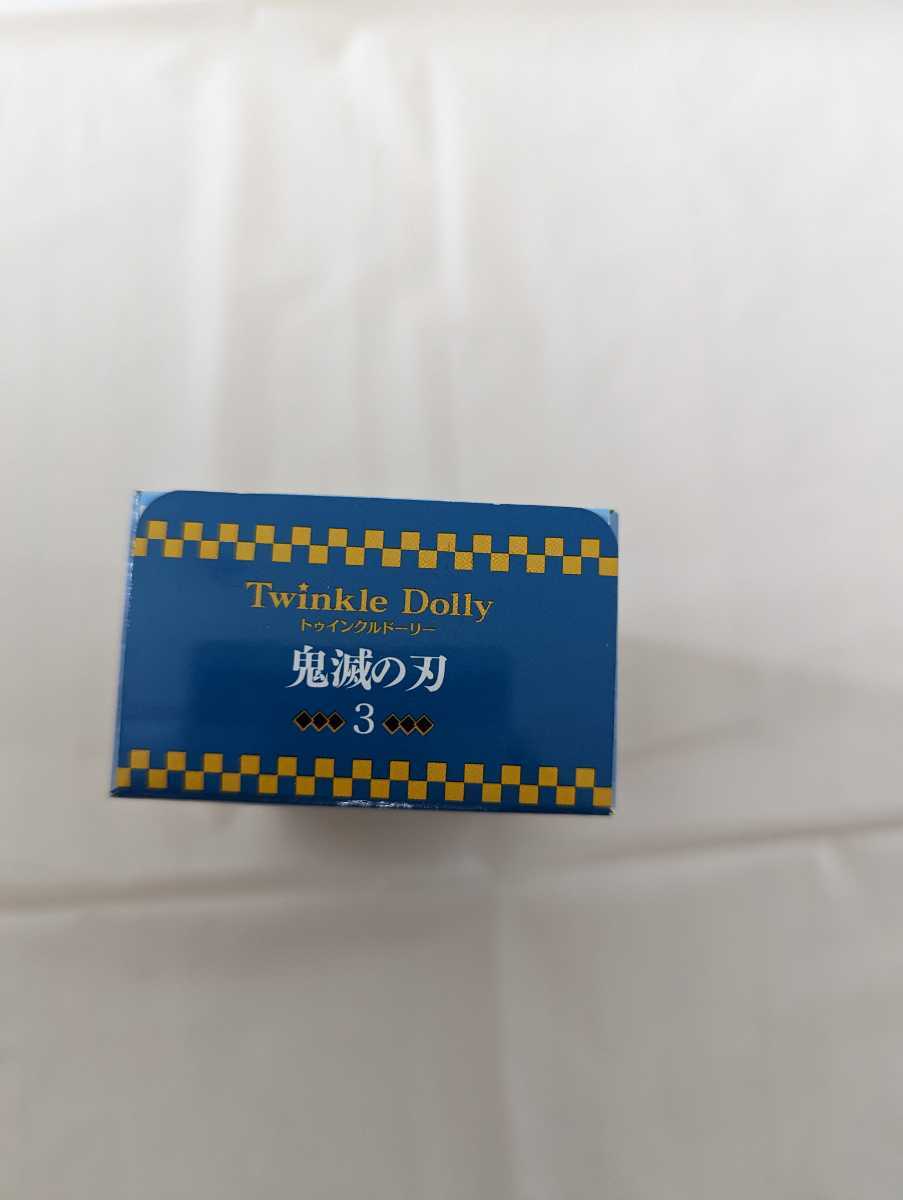 Twinkle Dolly
トゥインクルドーリー
鬼滅の刃
3